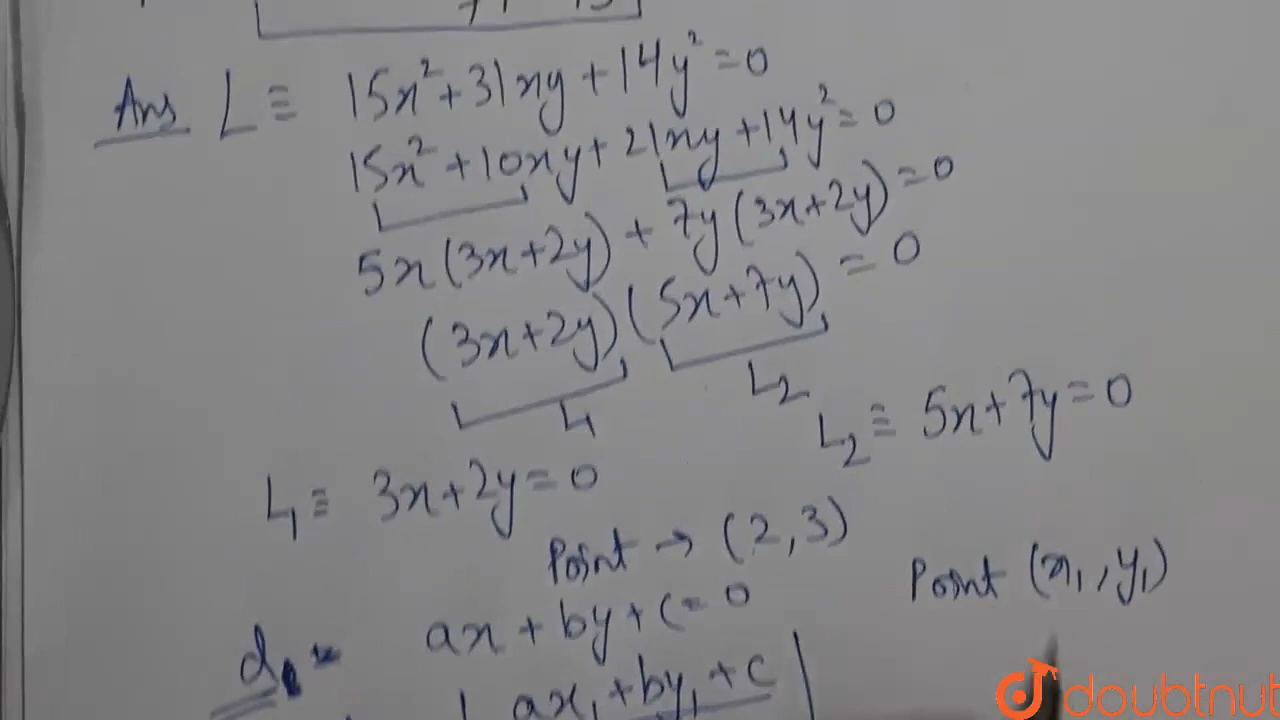 Ans L ≡ 15x² + 31xy + 14y² = 0
15x² + 10xy + 21xy + 14y² = 0
5x(3x+2y) + 7y(3x+2y) = 0
(3x+2y)(5x+7y) = 0
L₁ L₂
L₁ ≡ 3x+2y=0 L₂ ≡ 5x+7y=0
Point → (2,3) Point (x₁, y₁)
ax + by + c = 0
d₁ =
| ax₁ + by₁ + c |
doubtnut